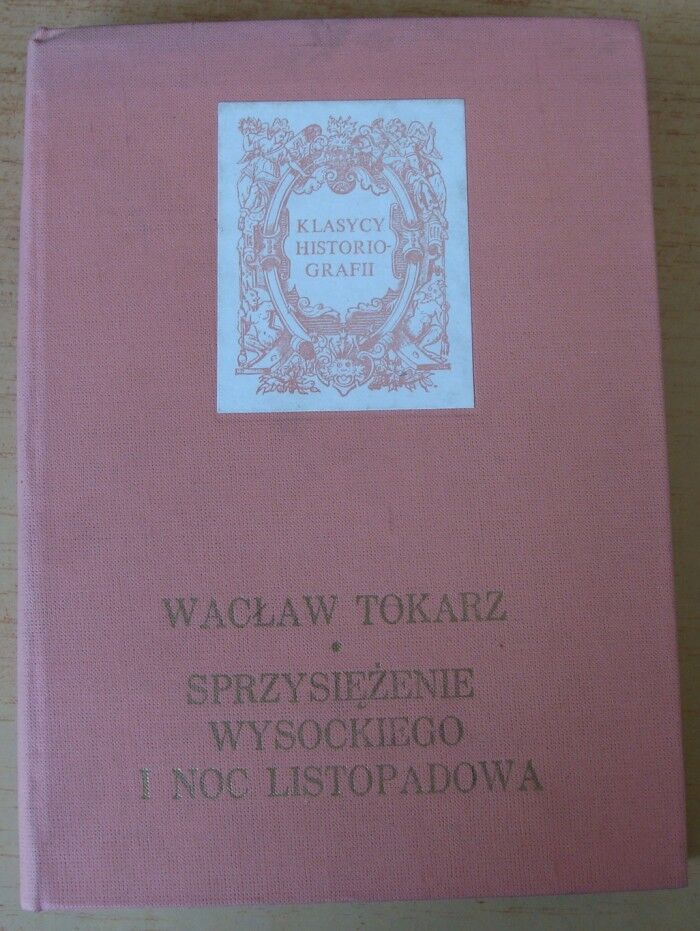 KLASYCY
HISTORIO-
GRAFII
WACŁAW TOKARZ
•
SPRZYSIĘŻENIE
WYSOCKIEGO
I NOC LISTOPADOWA